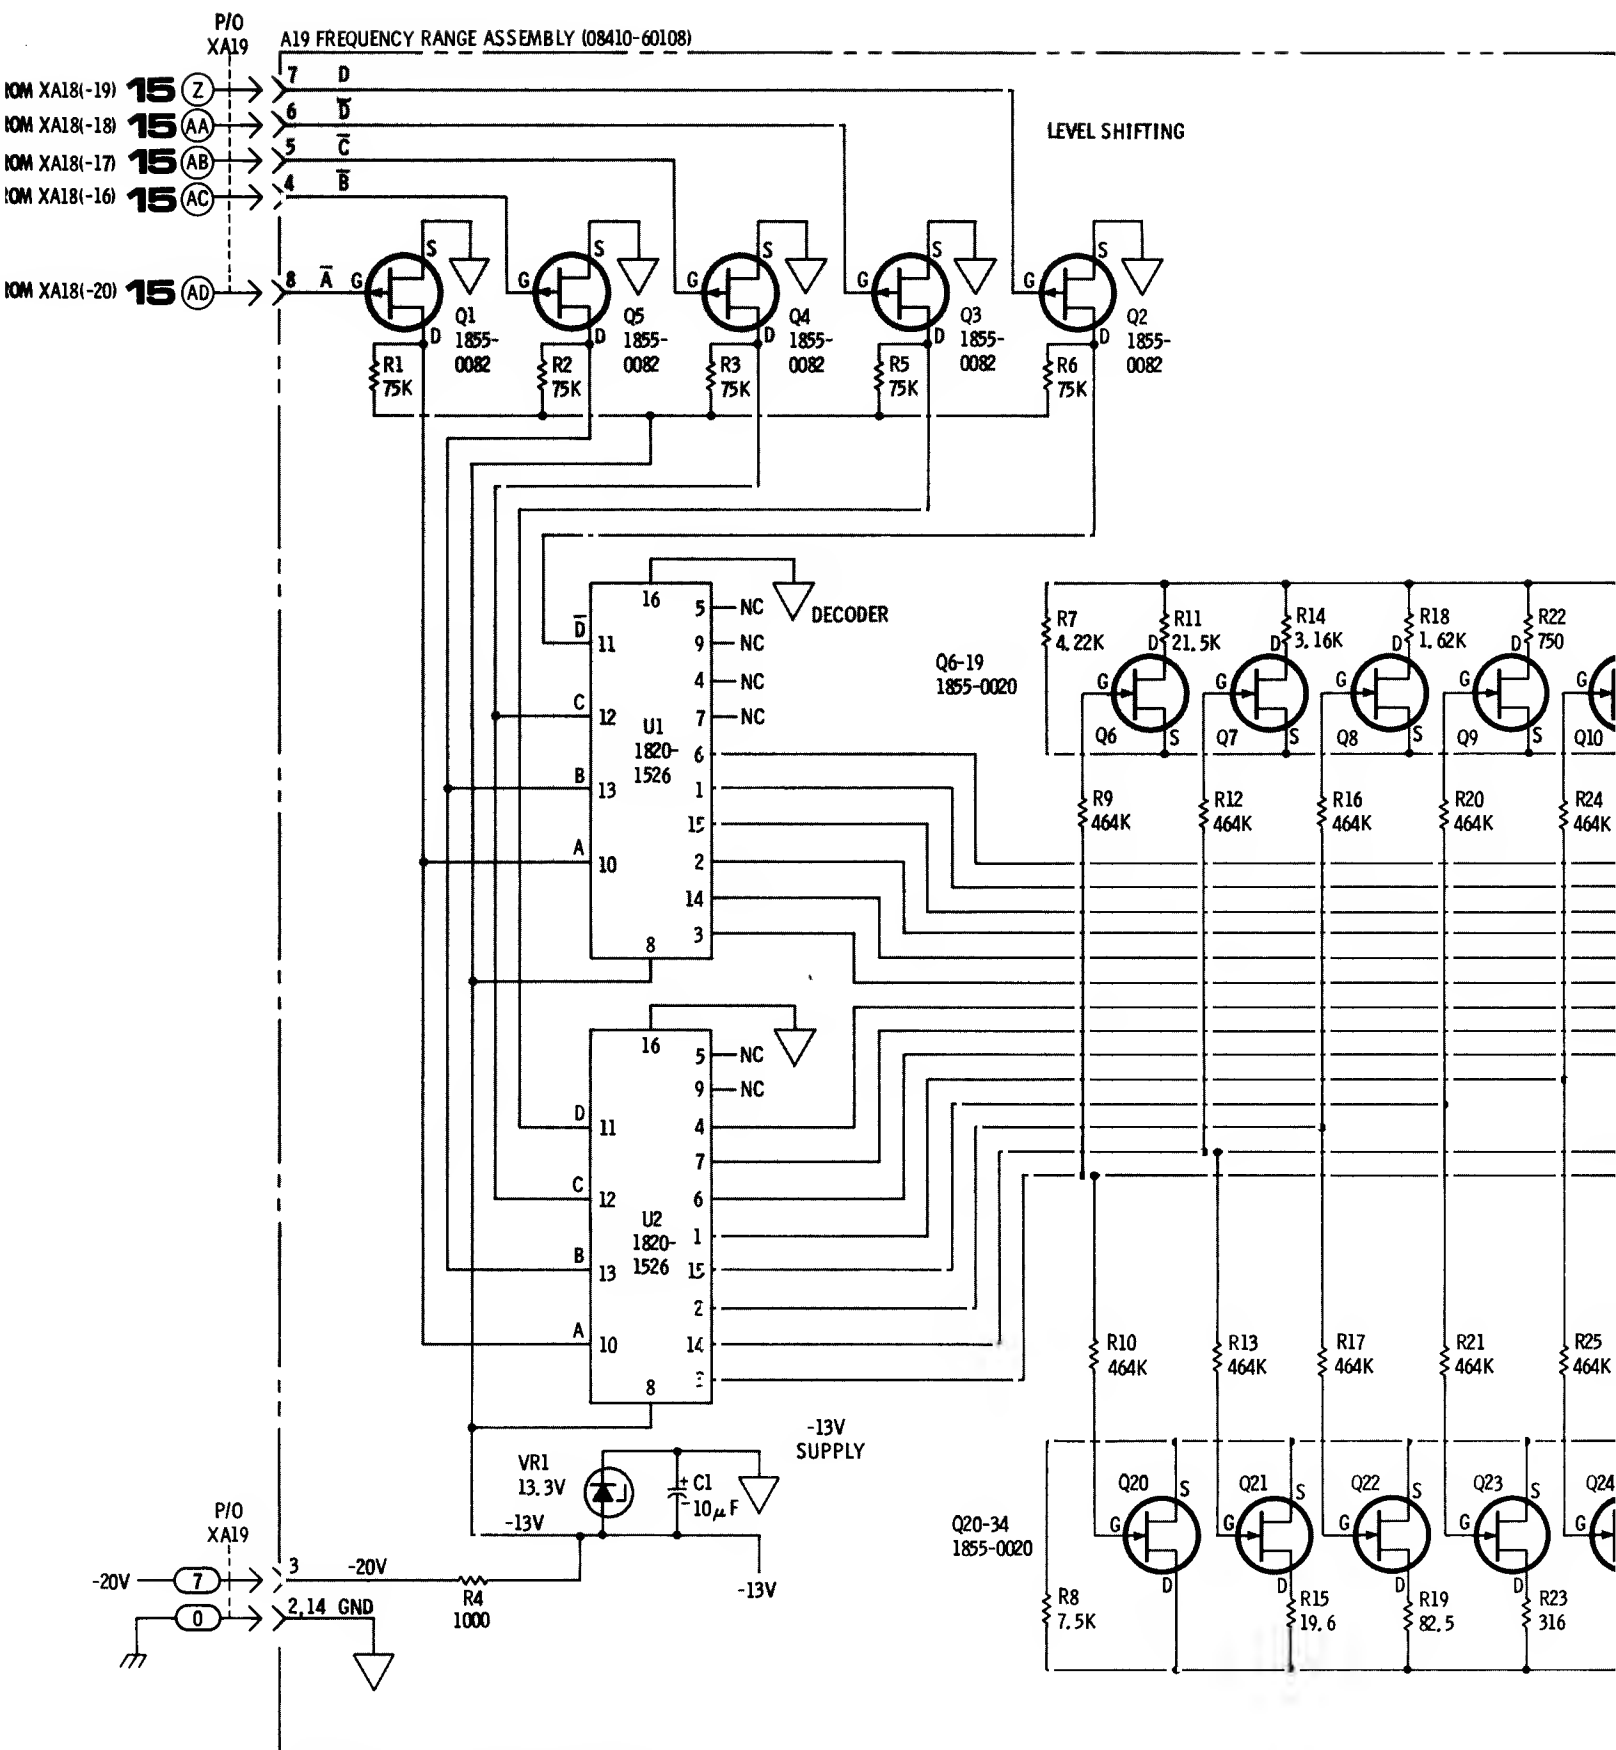 P/O
XA19
A19 FREQUENCY RANGE ASSEMBLY (08410-60108)
OM XA18(-19) 15 Z 7 D
OM XA18(-18) 15 AA 6 D̅
OM XA18(-17) 15 AB 5 C̅
OM XA18(-16) 15 AC 4 B̅
OM XA18(-20) 15 AD 8 A̅
LEVEL SHIFTING
G S D Q1 1855-0082
G S D Q5 1855-0082
G S D Q4 1855-0082
G S D Q3 1855-0082
G S D Q2 1855-0082
R1 75K
R2 75K
R3 75K
R5 75K
R6 75K
16
DECODER
D̅ 11
C 12
B 13
A 10
U1
1820-
1526
5 NC
9 NC
4 NC
7 NC
6
1
15
2
14
3
8
Q6-19
1855-0020
R7 4.22K
R11 21.5K
R14 3.16K
R18 1.62K
R22 750
G D S Q6
G D S Q7
G D S Q8
G D S Q9
G Q10
R9 464K
R12 464K
R16 464K
R20 464K
R24 464K
16
D 11
C 12
B 13
A 10
U2
1820-
1526
5 NC
9 NC
4
7
6
1
15
2
14
8
R10 464K
R13 464K
R17 464K
R21 464K
R25 464K
-13V
SUPPLY
VR1
13.3V
+ C1
- 10μF
-13V
-13V
Q20-34
1855-0020
Q20 G S D
Q21 G S D
Q22 G S D
Q23 G S D
Q24 G
R8 7.5K
R15 19.6
R19 82.5
R23 316
P/O
XA19
-20V 7 3 -20V
R4
1000
0 2,14 GND